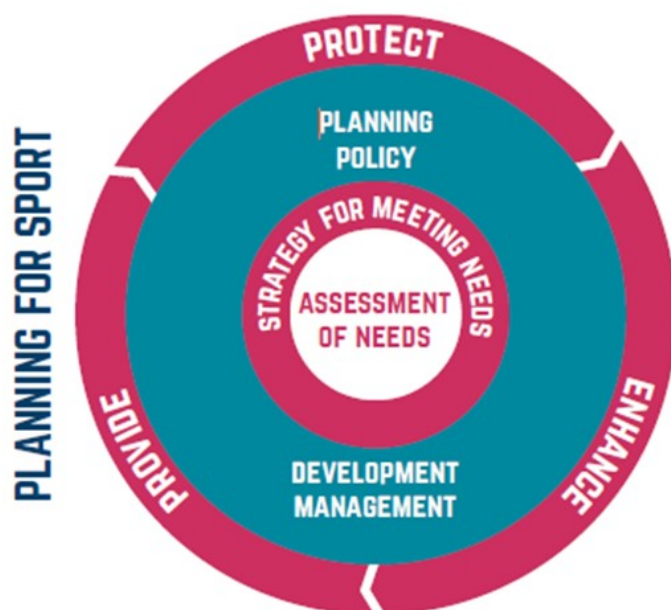 PLANNING FOR SPORT
PROTECT
PLANNING
POLICY
STRATEGY FOR MEETING NEEDS
ASSESSMENT
OF NEEDS
DEVELOPMENT
MANAGEMENT
ENHANCE
PROVIDE